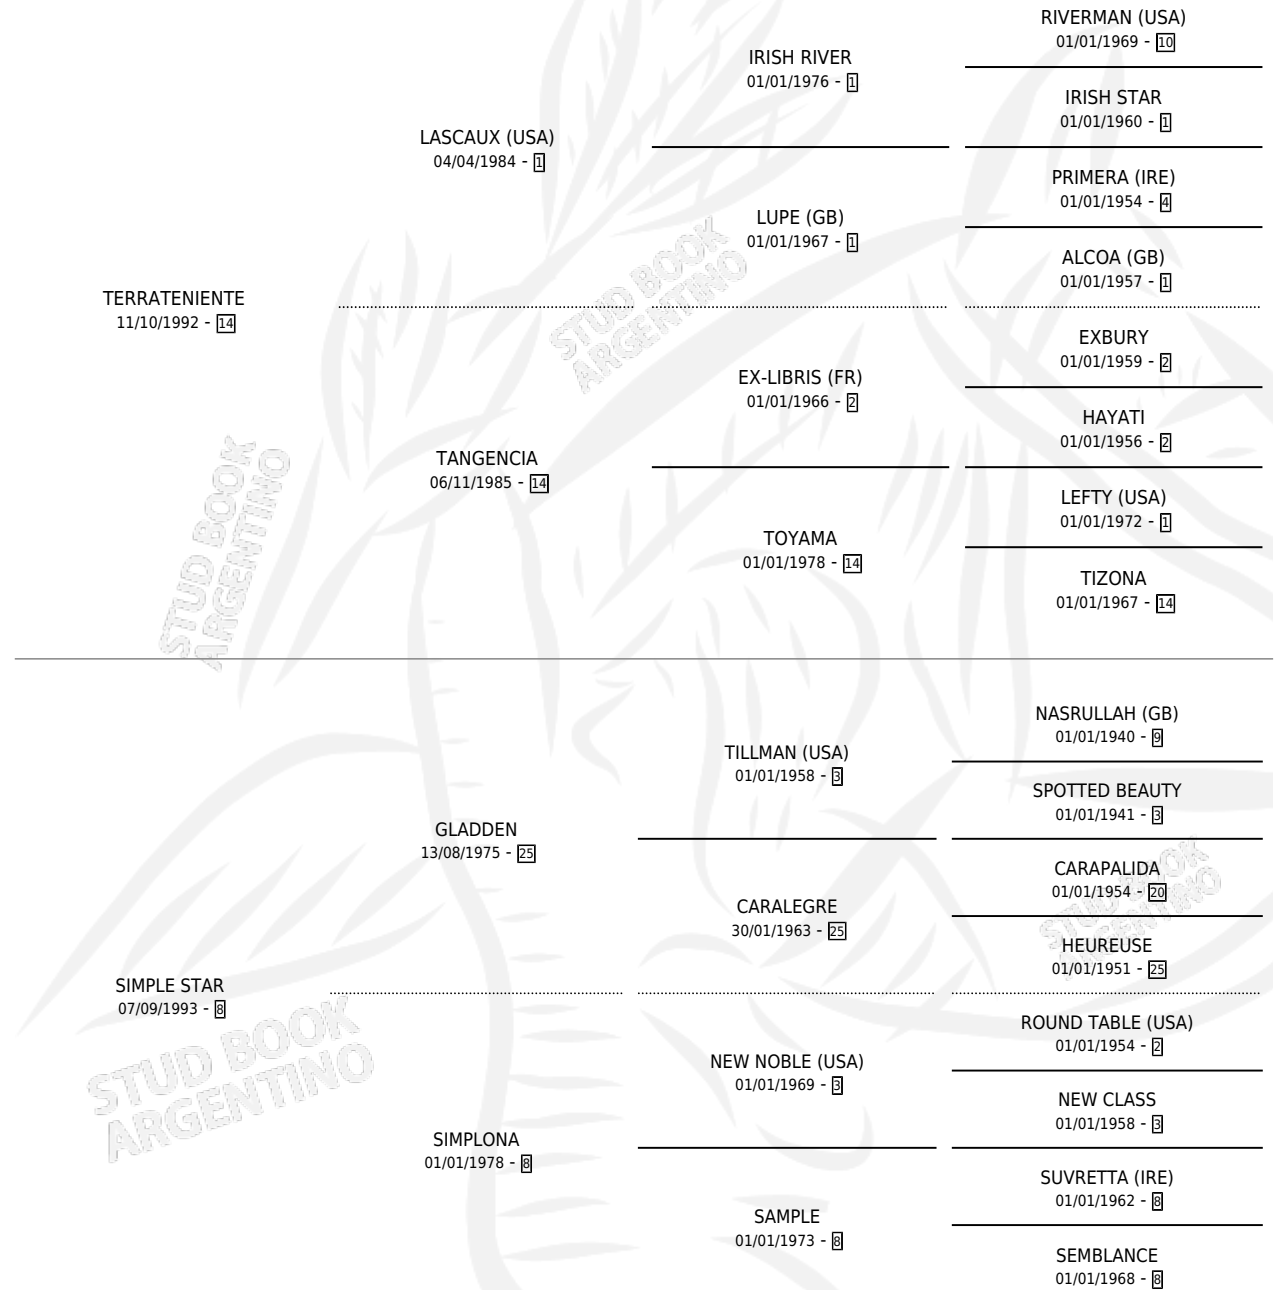 RIVERMAN (USA)
01/01/1969 - 10
IRISH RIVER
01/01/1976 - 1
IRISH STAR
01/01/1960 - 1
LASCAUX (USA)
04/04/1984 - 1
PRIMERA (IRE)
01/01/1954 - 4
LUPE (GB)
01/01/1967 - 1
ALCOA (GB)
01/01/1957 - 1
TERRATENIENTE
11/10/1992 - 14
STUD BOOK
ARGENTINO
EXBURY
01/01/1959 - 2
EX-LIBRIS (FR)
01/01/1966 - 2
HAYATI
01/01/1956 - 2
TANGENCIA
06/11/1985 - 14
LEFTY (USA)
01/01/1972 - 1
TOYAMA
01/01/1978 - 14
TIZONA
01/01/1967 - 14
STUD BOOK
ARGENTINO
NASRULLAH (GB)
01/01/1940 - 9
TILLMAN (USA)
01/01/1958 - 3
SPOTTED BEAUTY
01/01/1941 - 3
GLADDEN
13/08/1975 - 25
CARAPALIDA
01/01/1954 - 20
CARALEGRE
30/01/1963 - 25
HEUREUSE
01/01/1951 - 25
STUD BOOK
ARGENTINO
SIMPLE STAR
07/09/1993 - 8
STUD BOOK
ARGENTINO
ROUND TABLE (USA)
01/01/1954 - 2
NEW NOBLE (USA)
01/01/1969 - 3
NEW CLASS
01/01/1958 - 3
SIMPLONA
01/01/1978 - 8
SUVRETTA (IRE)
01/01/1962 - 8
SAMPLE
01/01/1973 - 8
SEMBLANCE
01/01/1968 - 8